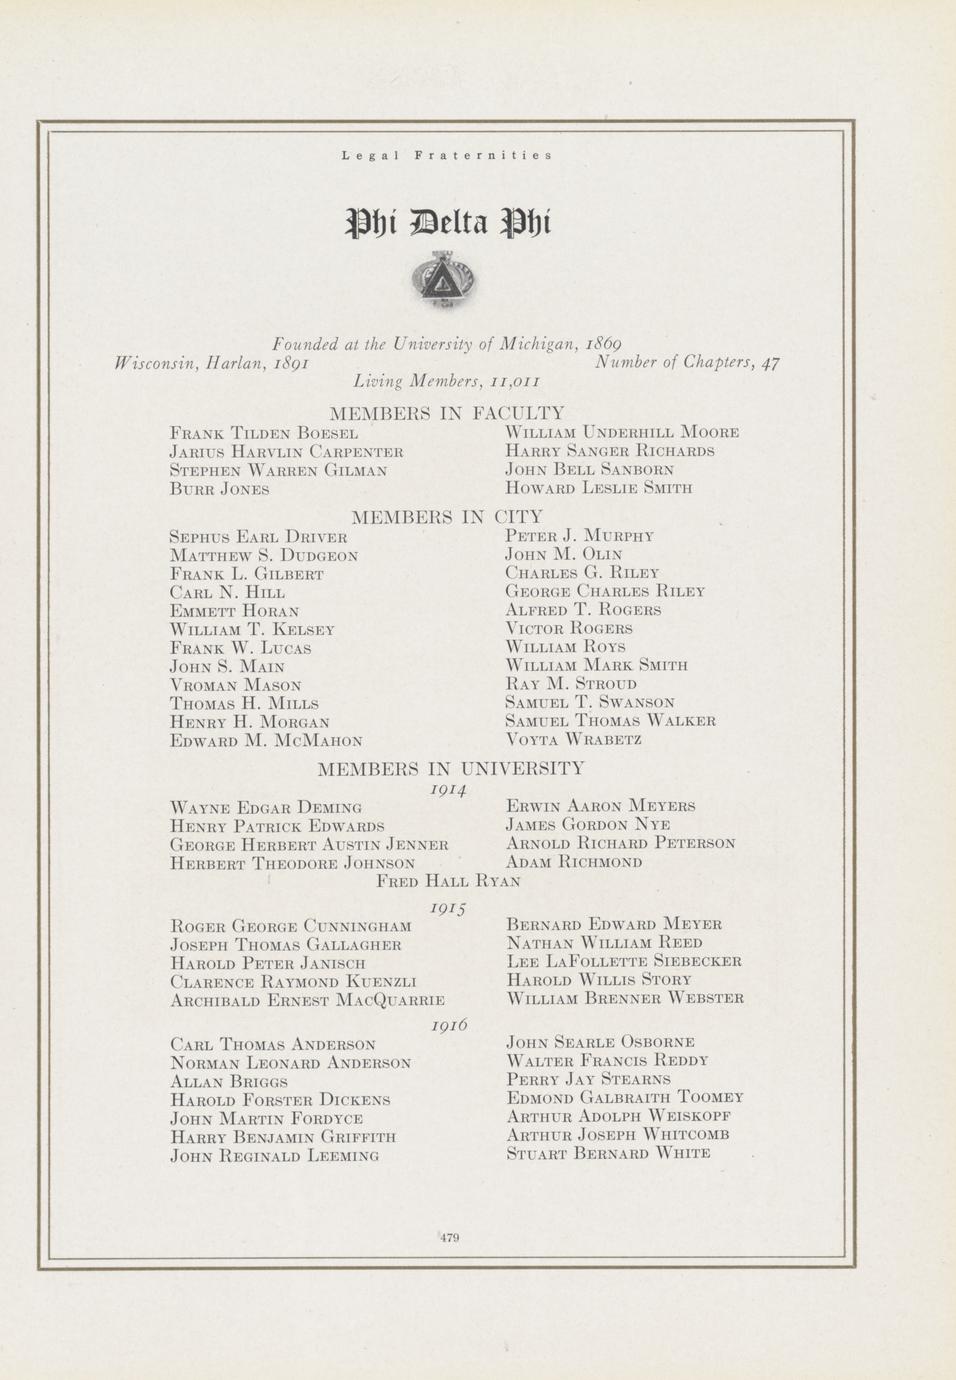 Legal Fraternities
Phi Delta Phi
Founded at the University of Michigan, 1869
Wisconsin, Harlan, 1891 Number of Chapters, 47
Living Members, 11,011
MEMBERS IN FACULTY
FRANK TILDEN BOESEL WILLIAM UNDERHILL MOORE
JARIUS HARVLIN CARPENTER HARRY SANGER RICHARDS
STEPHEN WARREN GILMAN JOHN BELL SANBORN
BURR JONES HOWARD LESLIE SMITH
MEMBERS IN CITY
SEPHUS EARL DRIVER PETER J. MURPHY
MATTHEW S. DUDGEON JOHN M. OLIN
FRANK L. GILBERT CHARLES G. RILEY
CARL N. HILL GEORGE CHARLES RILEY
EMMETT HORAN ALFRED T. ROGERS
WILLIAM T. KELSEY VICTOR ROGERS
FRANK W. LUCAS WILLIAM ROYS
JOHN S. MAIN WILLIAM MARK SMITH
VROMAN MASON RAY M. STROUD
THOMAS H. MILLS SAMUEL T. SWANSON
HENRY H. MORGAN SAMUEL THOMAS WALKER
EDWARD M. MCMAHON VOYTA WRABETZ
MEMBERS IN UNIVERSITY
1914
WAYNE EDGAR DEMING ERWIN AARON MEYERS
HENRY PATRICK EDWARDS JAMES GORDON NYE
GEORGE HERBERT AUSTIN JENNER ARNOLD RICHARD PETERSON
HERBERT THEODORE JOHNSON ADAM RICHMOND
FRED HALL RYAN
1915
ROGER GEORGE CUNNINGHAM BERNARD EDWARD MEYER
JOSEPH THOMAS GALLAGHER NATHAN WILLIAM REED
HAROLD PETER JANISCH LEE LAFOLLETTE SIEBECKER
CLARENCE RAYMOND KUENZLI HAROLD WILLIS STORY
ARCHIBALD ERNEST MACQUARRIE WILLIAM BRENNER WEBSTER
1916
CARL THOMAS ANDERSON JOHN SEARLE OSBORNE
NORMAN LEONARD ANDERSON WALTER FRANCIS REDDY
ALLAN BRIGGS PERRY JAY STEARNS
HAROLD FORSTER DICKENS EDMOND GALBRAITH TOOMEY
JOHN MARTIN FORDYCE ARTHUR ADOLPH WEISKOPF
HARRY BENJAMIN GRIFFITH ARTHUR JOSEPH WHITCOMB
JOHN REGINALD LEEMING STUART BERNARD WHITE
479